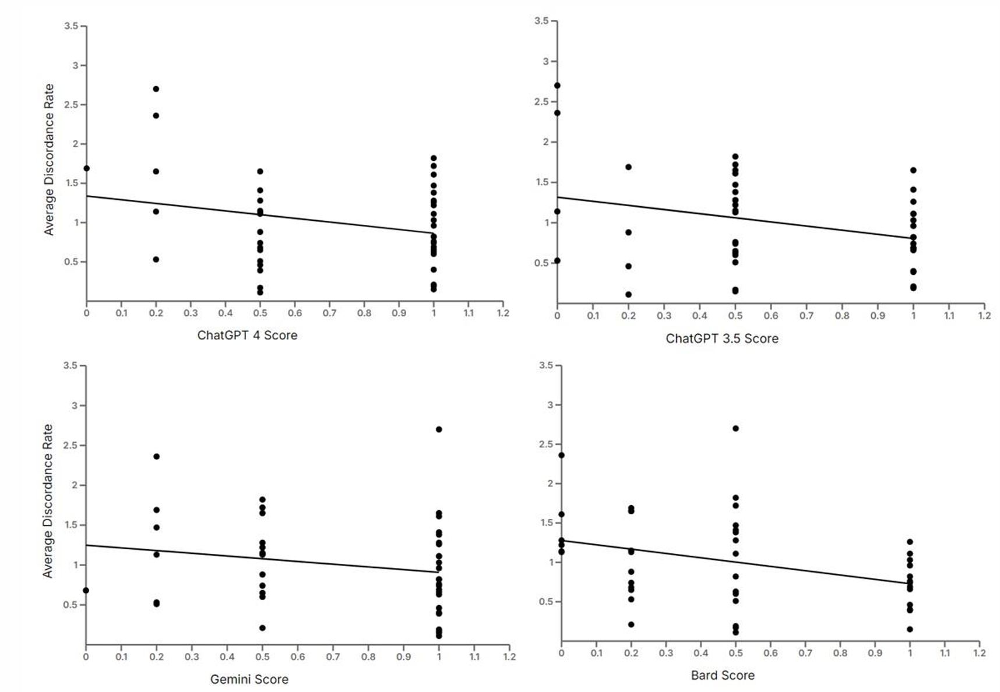 3.5
3
2.5
2
1.5
1
0.5
Average Discordance Rate
0 0.1 0.2 0.3 0.4 0.5 0.6 0.7 0.8 0.9 1 1.1 1.2
ChatGPT 4 Score
3.5
3
2.5
2
1.5
1
0.5
0 0.1 0.2 0.3 0.4 0.5 0.6 0.7 0.8 0.9 1 1.1 1.2
ChatGPT 3.5 Score
3.5
3
2.5
2
1.5
1
0.5
Average Discordance Rate
0 0.1 0.2 0.3 0.4 0.5 0.6 0.7 0.8 0.9 1 1.1 1.2
Gemini Score
3.5
3
2.5
2
1.5
1
0.5
0 0.1 0.2 0.3 0.4 0.5 0.6 0.7 0.8 0.9 1 1.1 1.2
Bard Score